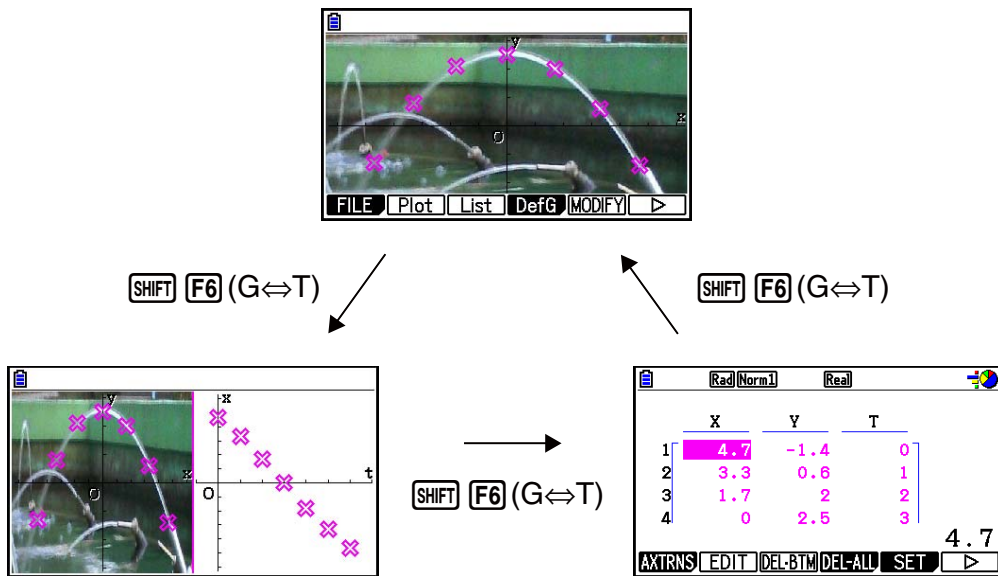 y
x
O
FILE Plot List DefG MODIFY ▷
SHIFT F6 (G⇔T)
SHIFT F6 (G⇔T)
y
x
O
x
t
O
SHIFT F6 (G⇔T)
Rad Norm1 Real
X Y T
1 4.7 -1.4 0
2 3.3 0.6 1
3 1.7 2 2
4 0 2.5 3
4.7
AXTRNS EDIT DEL-BTM DEL-ALL SET ▷